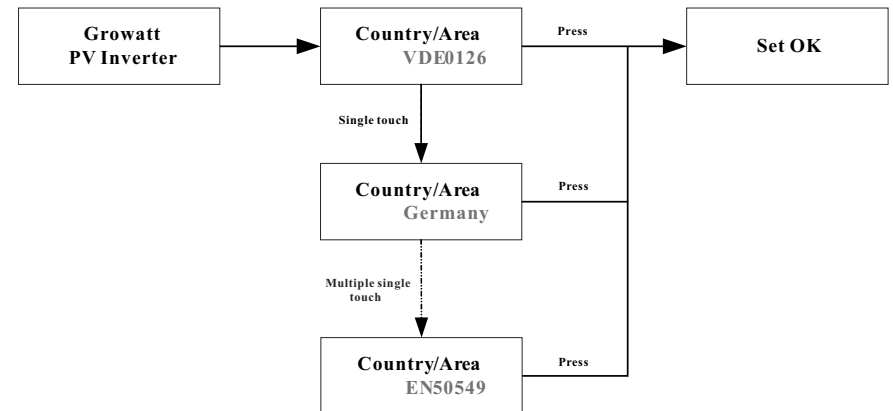 Growatt
PV Inverter
Country/Area
VDE0126
Press
Set OK
Single touch
Country/Area
Germany
Press
Multiple single
touch
Country/Area
EN50549
Press